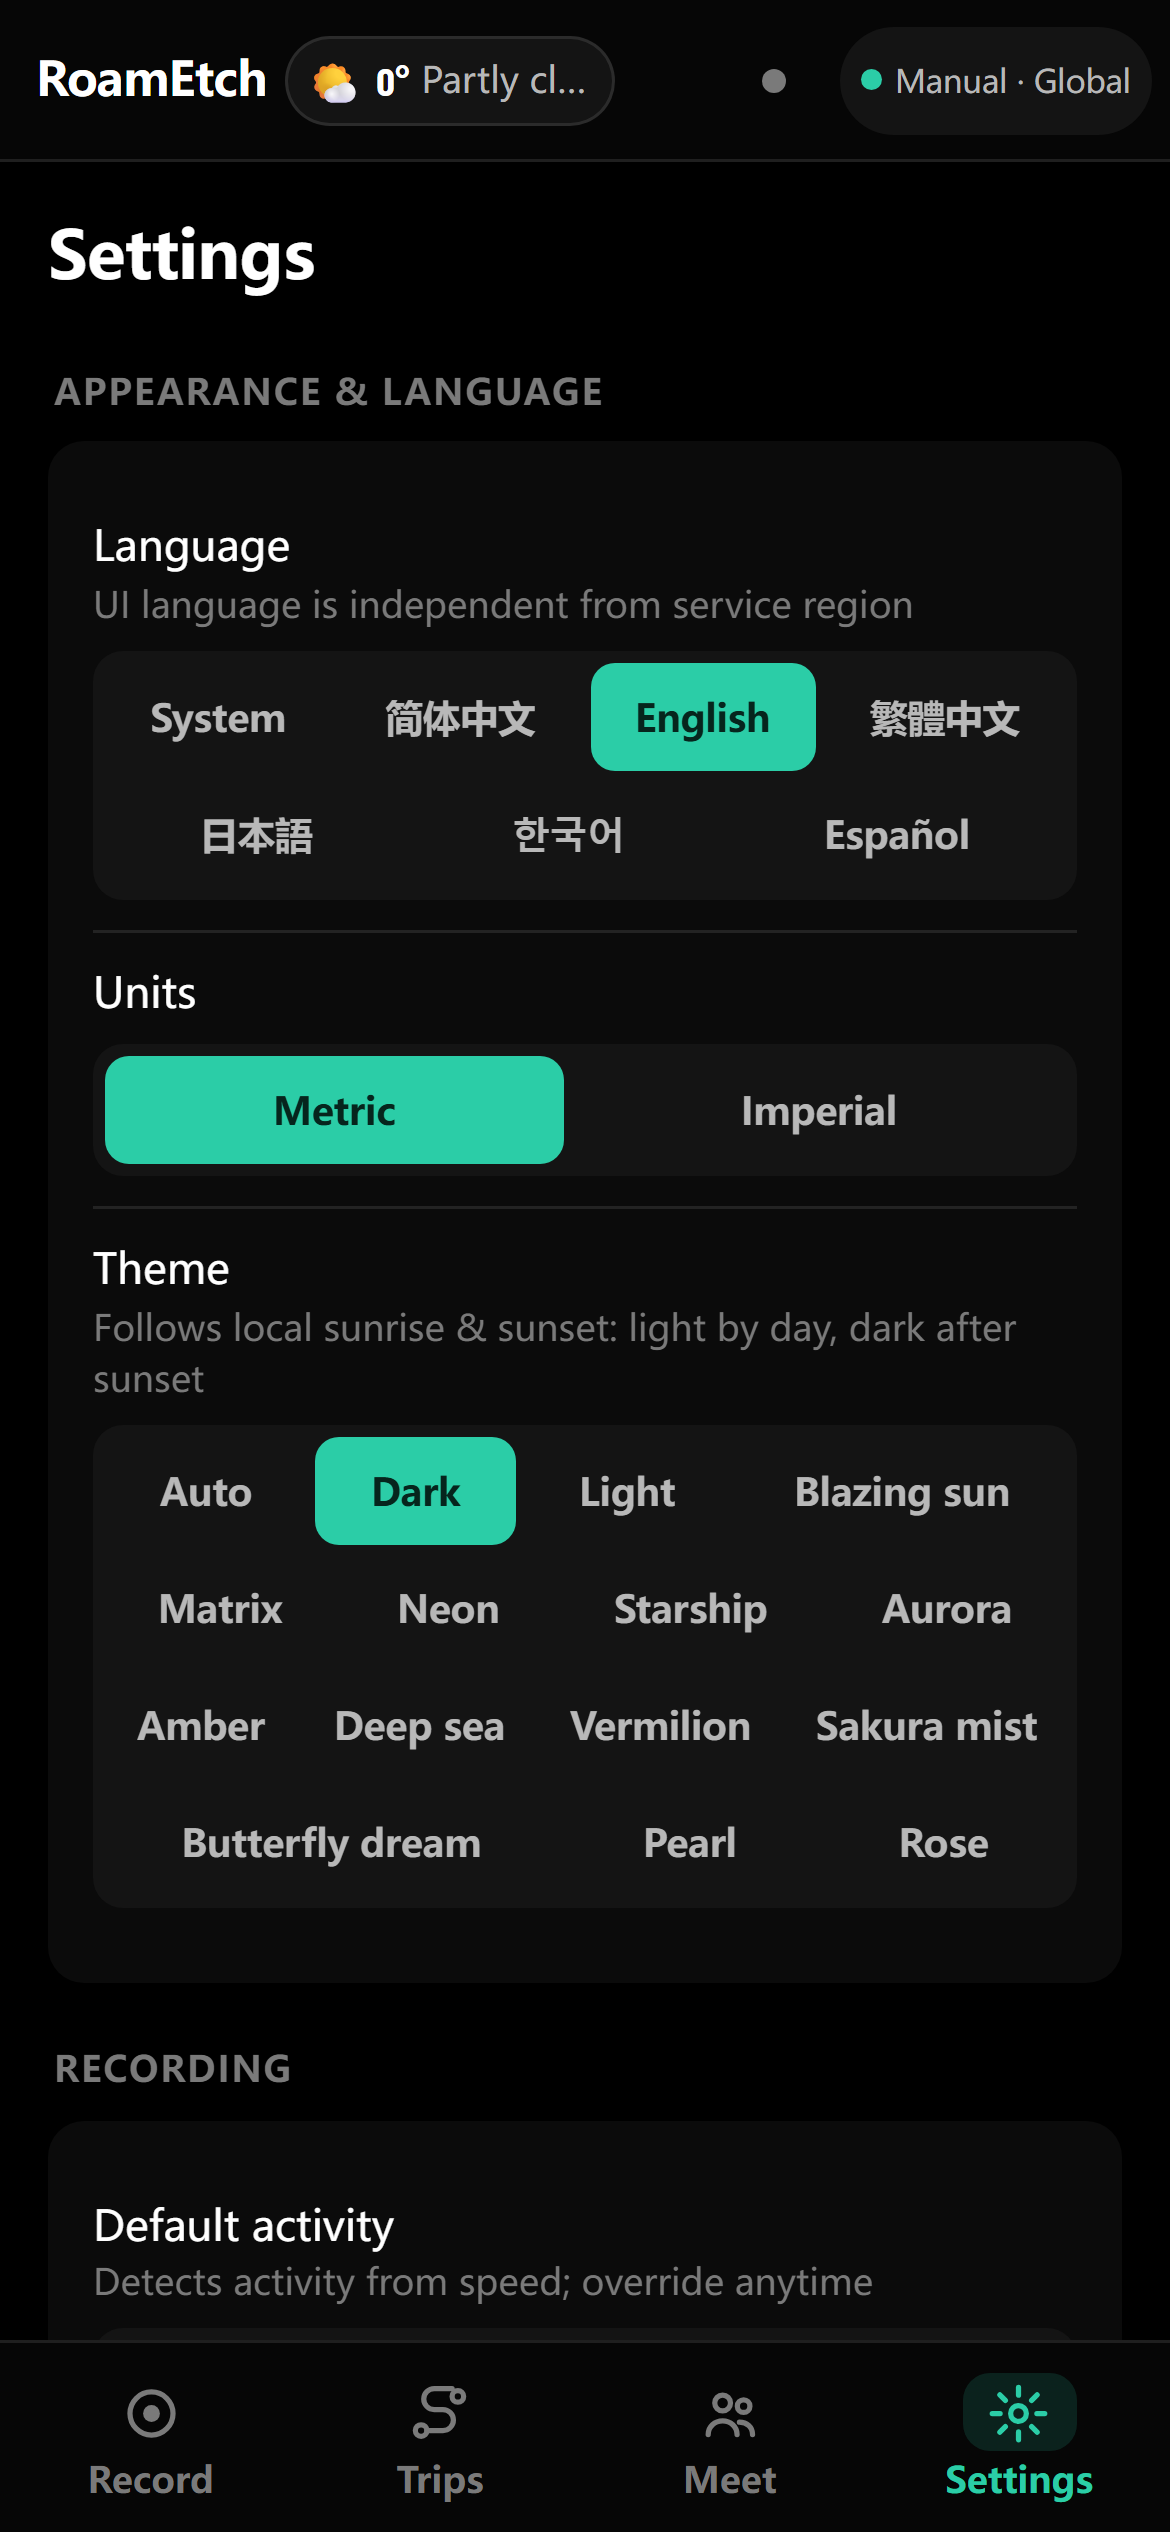 RoamEtch 0° Partly cl... Manual · Global
Settings
APPEARANCE & LANGUAGE
Language
UI language is independent from service region
System 简体中文 English 繁體中文
日本語 한국어 Español
Units
Metric Imperial
Theme
Follows local sunrise & sunset: light by day, dark after
sunset
Auto Dark Light Blazing sun
Matrix Neon Starship Aurora
Amber Deep sea Vermilion Sakura mist
Butterfly dream Pearl Rose
RECORDING
Default activity
Detects activity from speed; override anytime
Record Trips Meet Settings